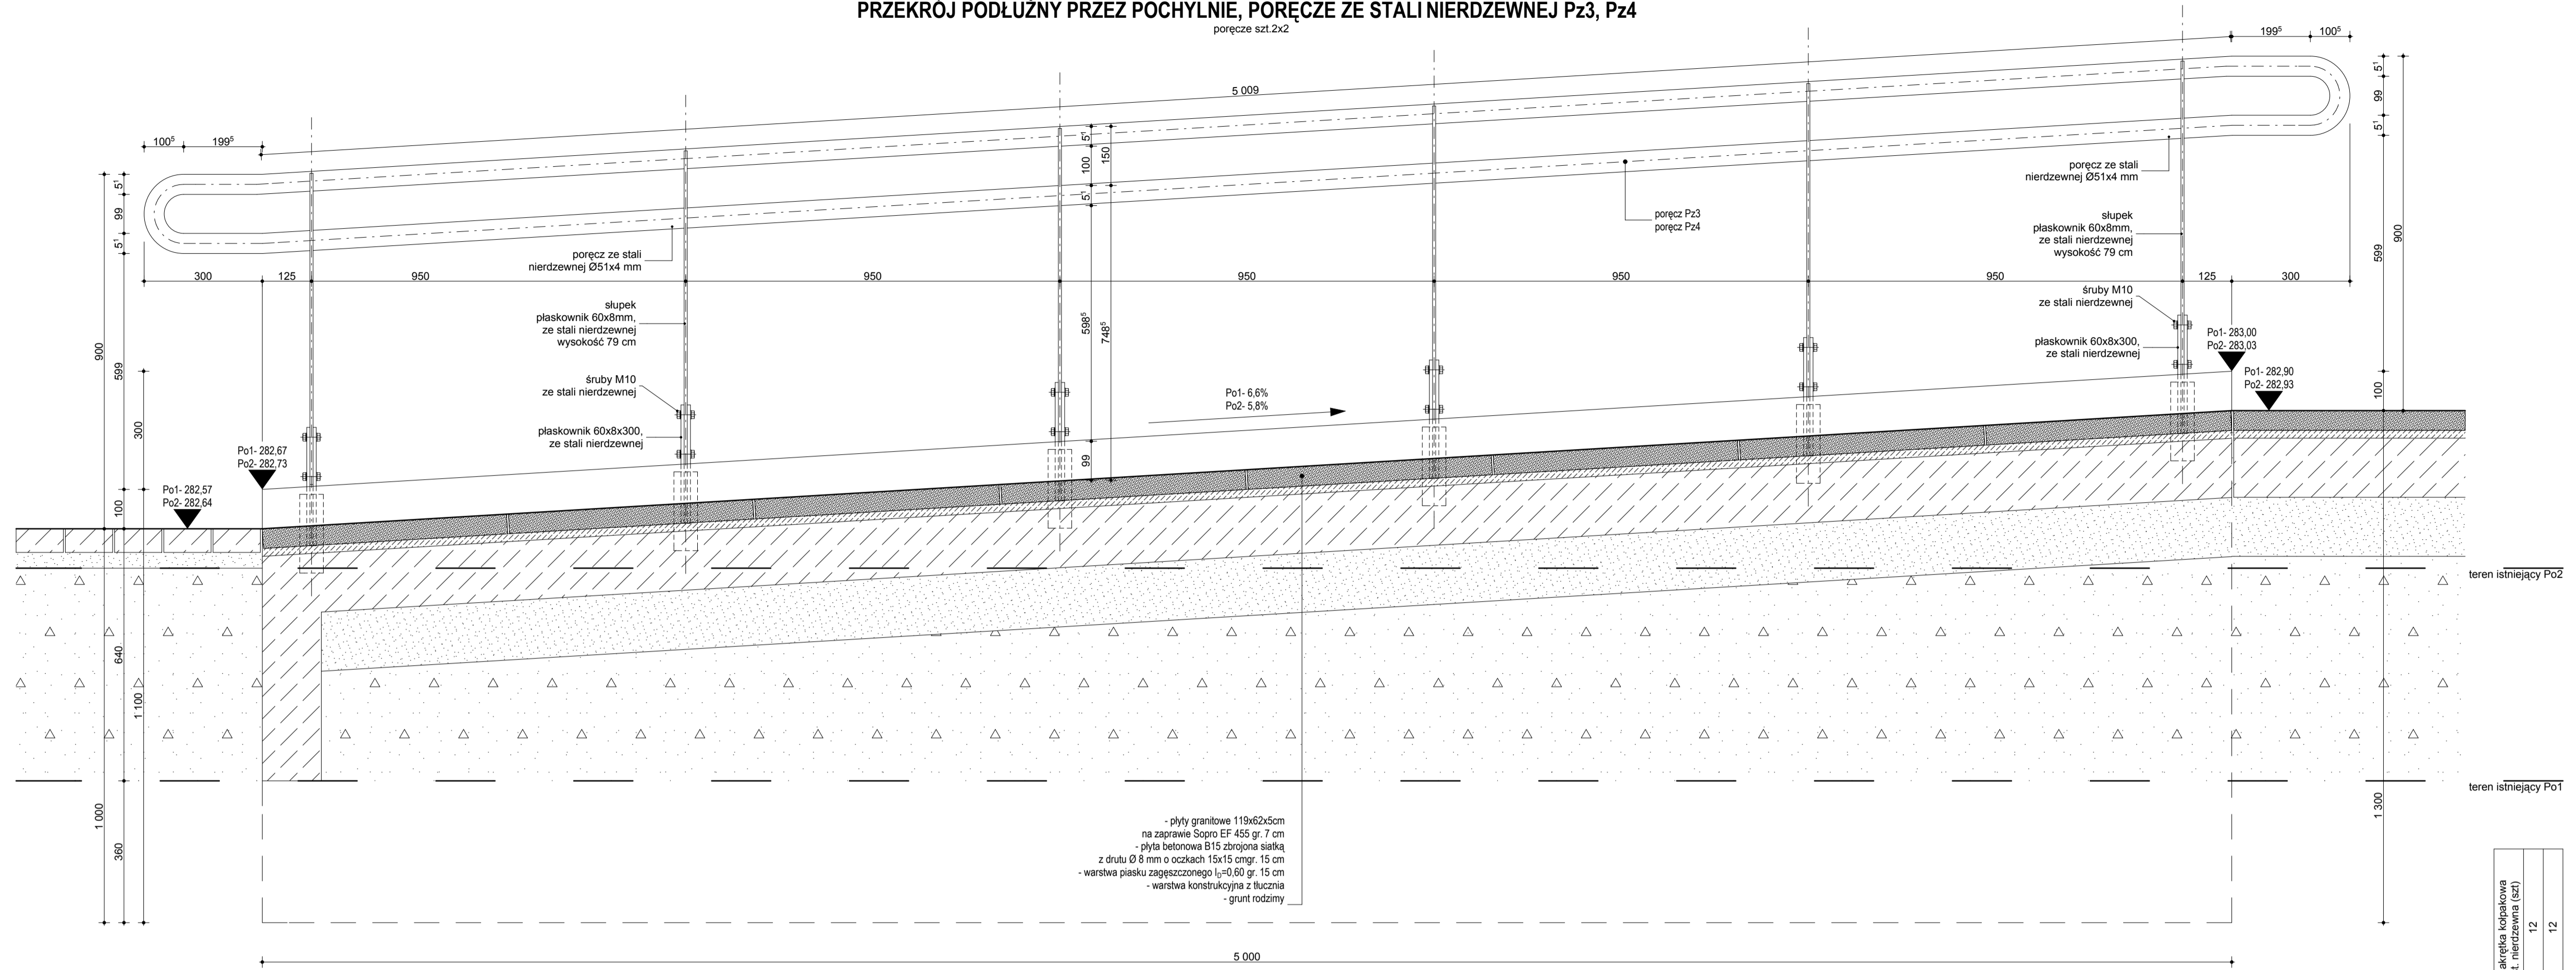 PRZEKRÓJ PODŁUŻNY PRZEZ POCHYLNIE, PORĘCZE ZE STALI NIERDZEWNEJ Pz3, Pz4
poręcze szt.2x2
199⁵
100⁵
5 009
5¹
99
5¹
599
900
100
1 300
100⁵
199⁵
5¹
99
5¹
900
599
300
100
640
1 100
1 000
360
5¹
100
5¹
150
598⁵
748⁵
99
300
125
950
950
950
950
950
125
300
poręcz ze stali
nierdzewnej Ø51x4 mm
słupek
płaskownik 60x8mm,
ze stali nierdzewnej
wysokość 79 cm
śruby M10
ze stali nierdzewnej
płaskownik 60x8x300,
ze stali nierdzewnej
poręcz Pz3
poręcz Pz4
poręcz ze stali
nierdzewnej Ø51x4 mm
słupek
płaskownik 60x8mm,
ze stali nierdzewnej
wysokość 79 cm
śruby M10
ze stali nierdzewnej
płaskownik 60x8x300,
ze stali nierdzewnej
Po1- 283,00
Po2- 283,03
Po1- 282,90
Po2- 282,93
Po1- 6,6%
Po2- 5,8%
Po1- 282,67
Po2- 282,73
Po1- 282,57
Po2- 282,64
teren istniejący Po2
teren istniejący Po1
- płyty granitowe 119x62x5cm
na zaprawie Sopro EF 455 gr. 7 cm
- płyta betonowa B15 zbrojona siatką
z drutu Ø 8 mm o oczkach 15x15 cmgr. 15 cm
- warstwa piasku zagęszczonego I_D=0,60 gr. 15 cm
- warstwa konstrukcyjna z tłucznia
- grunt rodzimy
5 000
akrętka kołpakowa
t. nierdzewna (szt)
12
12